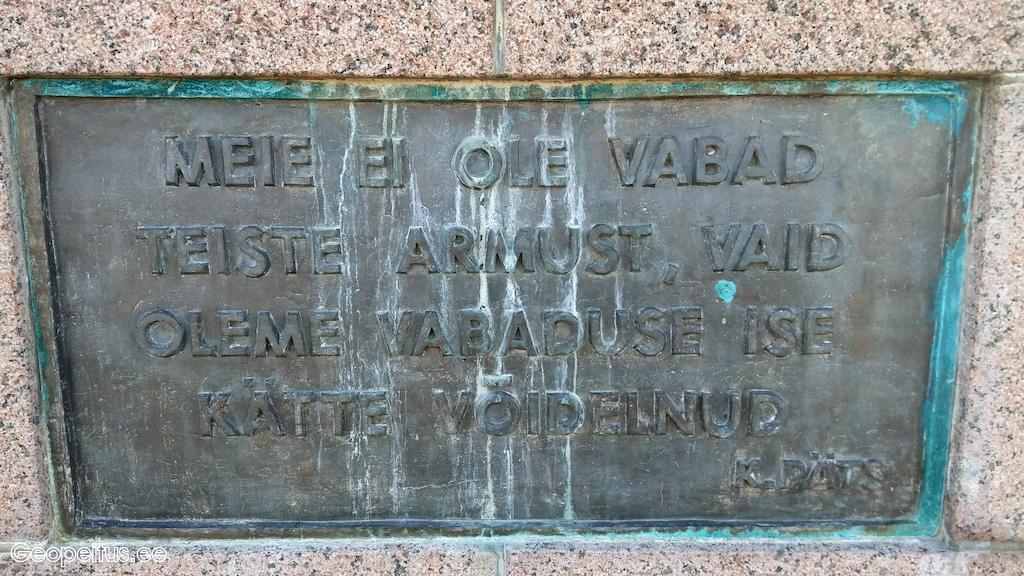 MEIE EI OLE VABAD
TEISTE ARMUST, VAID
OLEME VABADUSE ISE
KÄTTE VÕIDELNUD
K. PÄTS
Geopeitus.ee